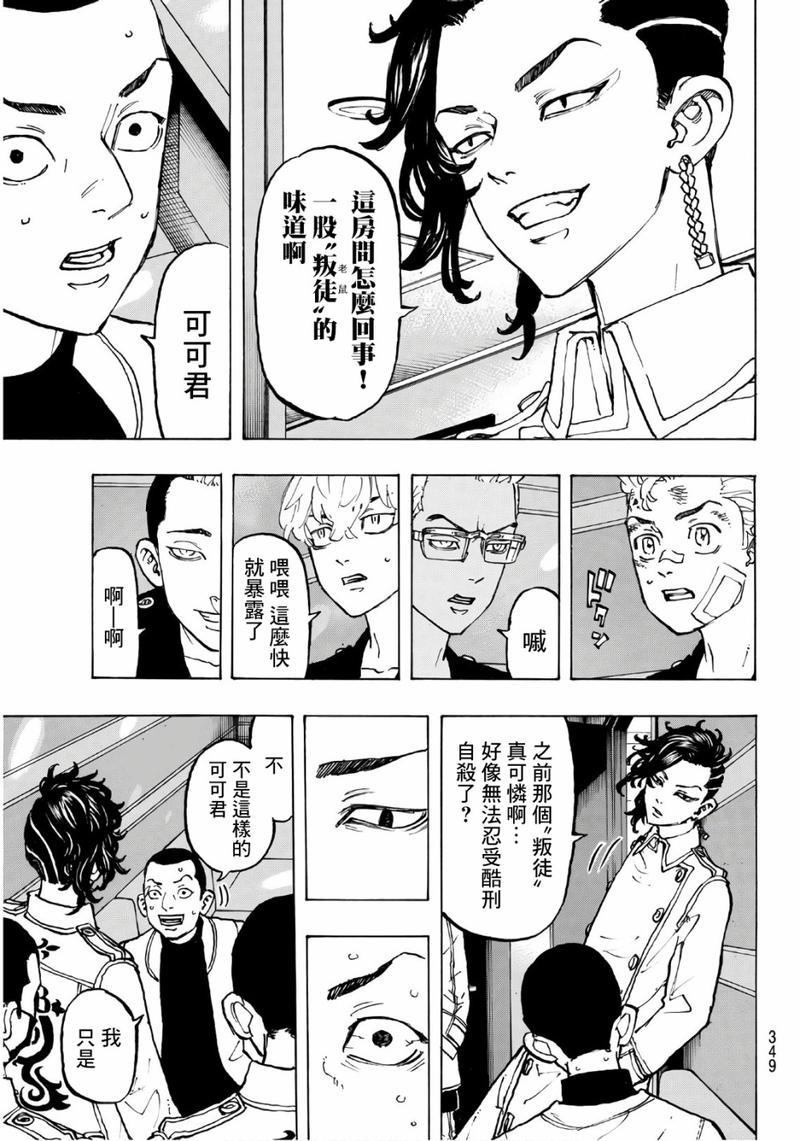 這房間怎麼回事！
一股〝叛徒〞的
老鼠
味道啊
可可君
ドクン
嘁
喂喂 這麼快
就暴露了
啊—啊
之前那個〝叛徒〞
真可憐啊…
好像無法忍受酷刑
自殺了？
不
不是這樣的
可可君
我
只是
349